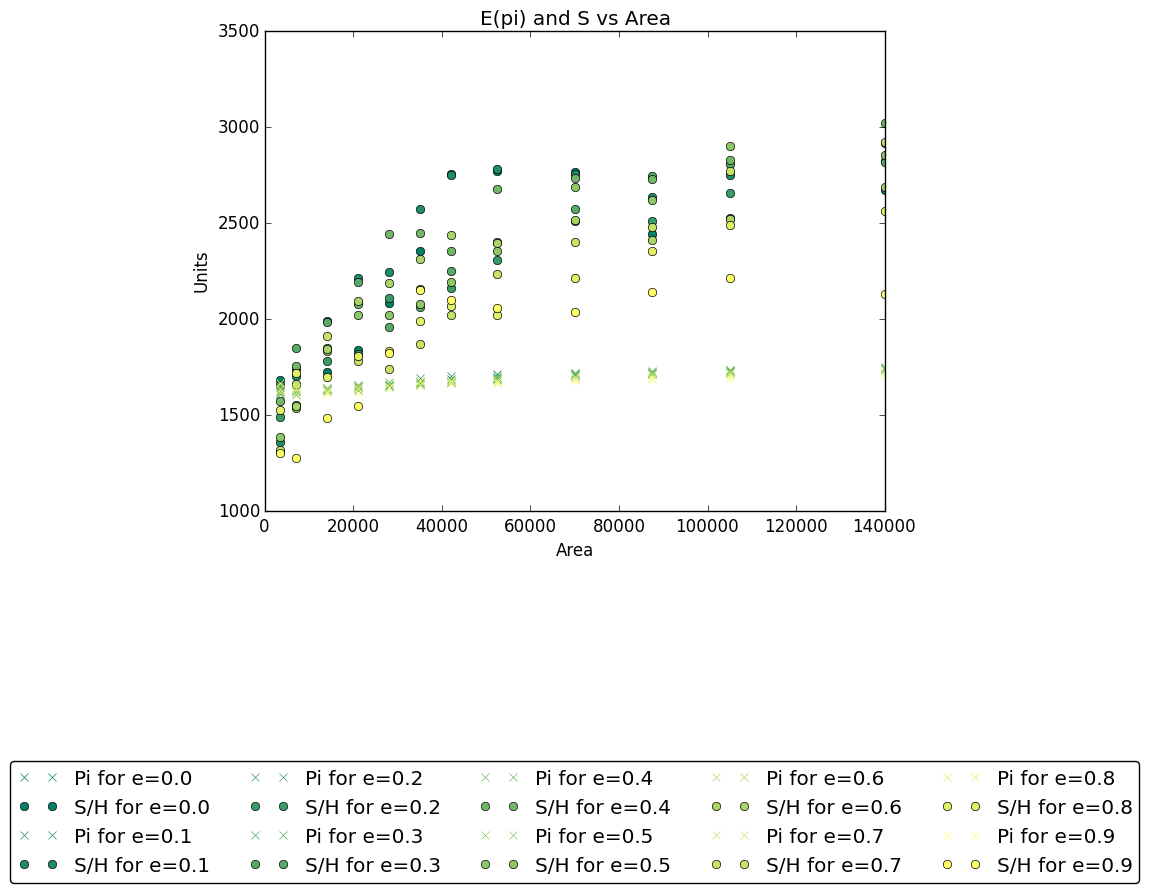 E(pi) and S vs Area
3500
3000
2500
2000
1500
1000
Units
0 20000 40000 60000 80000 100000 120000 140000
Area
Pi for e=0.0 Pi for e=0.2 Pi for e=0.4 Pi for e=0.6 Pi for e=0.8
S/H for e=0.0 S/H for e=0.2 S/H for e=0.4 S/H for e=0.6 S/H for e=0.8
Pi for e=0.1 Pi for e=0.3 Pi for e=0.5 Pi for e=0.7 Pi for e=0.9
S/H for e=0.1 S/H for e=0.3 S/H for e=0.5 S/H for e=0.7 S/H for e=0.9